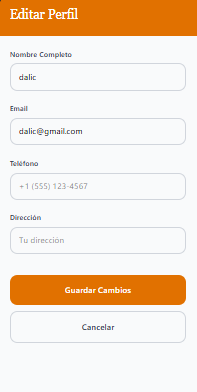 Editar Perfil
Nombre Completo
dalic
Email
dalic@gmail.com
Teléfono
+1 (555) 123-4567
Dirección
Tu dirección
Guardar Cambios
Cancelar